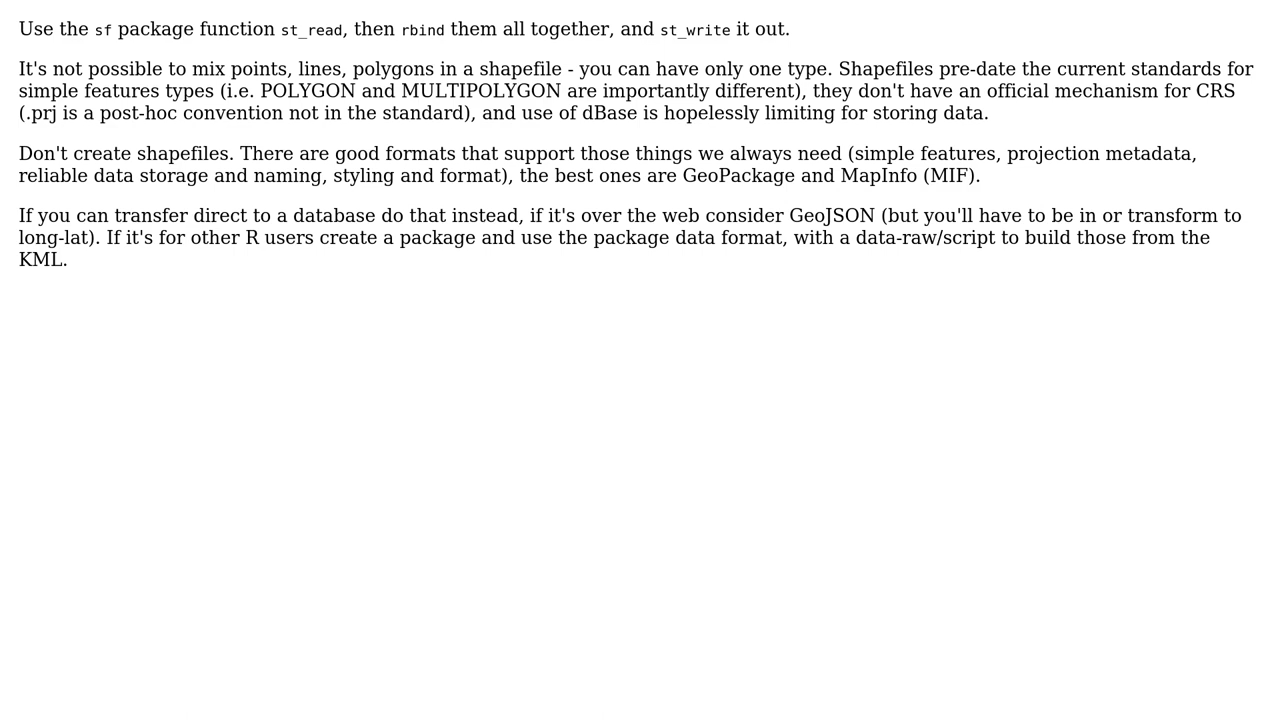 Use the sf package function st_read, then rbind them all together, and st_write it out.
It's not possible to mix points, lines, polygons in a shapefile - you can have only one type. Shapefiles pre-date the current standards for
simple features types (i.e. POLYGON and MULTIPOLYGON are importantly different), they don't have an official mechanism for CRS
(.prj is a post-hoc convention not in the standard), and use of dBase is hopelessly limiting for storing data.
Don't create shapefiles. There are good formats that support those things we always need (simple features, projection metadata,
reliable data storage and naming, styling and format), the best ones are GeoPackage and MapInfo (MIF).
If you can transfer direct to a database do that instead, if it's over the web consider GeoJSON (but you'll have to be in or transform to
long-lat). If it's for other R users create a package and use the package data format, with a data-raw/script to build those from the
KML.